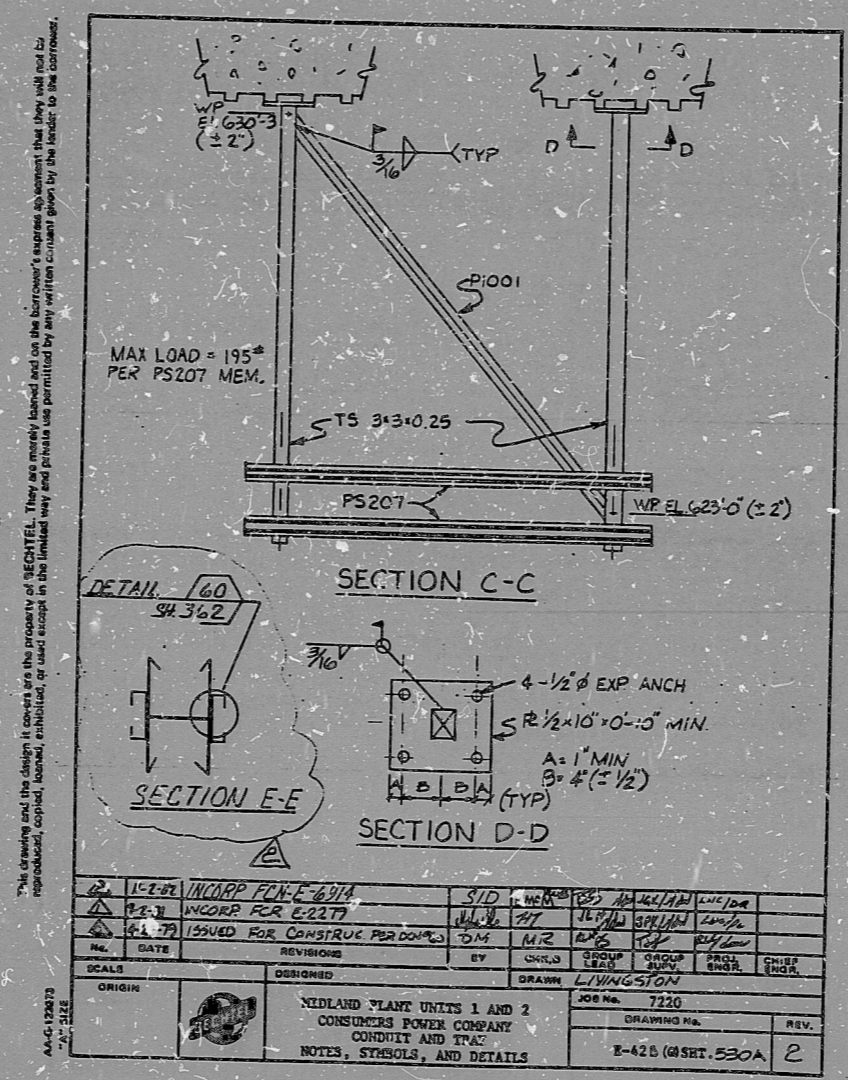 This drawing and the design it covers are the property of BECHTEL. They are merely loaned and on the borrower's express agreement that they will not be
reproduced, copied, loaned, exhibited, or used except in the limited way and private use permitted by any written consent given by the lender to the borrower.
WP
EL 630'-3
(± 2")
3/16
TYP
D
D
Pi001
MAX LOAD = 195#
PER PS207 MEM.
TS 3×3×0.25
PS207
WP EL 623'-0" (± 2")
SECTION C-C
DETAIL 60
SH. 362
3/16
4 - 1/2" Ø EXP ANCH
PL 1/2×10"×0'-10" MIN.
A= 1" MIN
B= 4" (± 1/2")
A B B A (TYP)
SECTION E-E
SECTION D-D
2
2 INCORP FCN-E-6914 SID
INCORP FCR E-2279
ISSUED FOR CONSTRUC DM MR
No. DATE REVISIONS BY CHK'D GROUP LEAD GROUP SUPV. PROJ. ENGR. CHIEF ENGR.
SCALE DESIGNED DRAWN LIVINGSTON
ORIGIN
BECHTEL
MIDLAND PLANT UNITS 1 AND 2
CONSUMERS POWER COMPANY
CONDUIT AND TRAY
NOTES, SYMBOLS, AND DETAILS
JOB No. 7220
DRAWING No. REV.
E-42B (Q) SHT. 530A 2
"A" SIZE